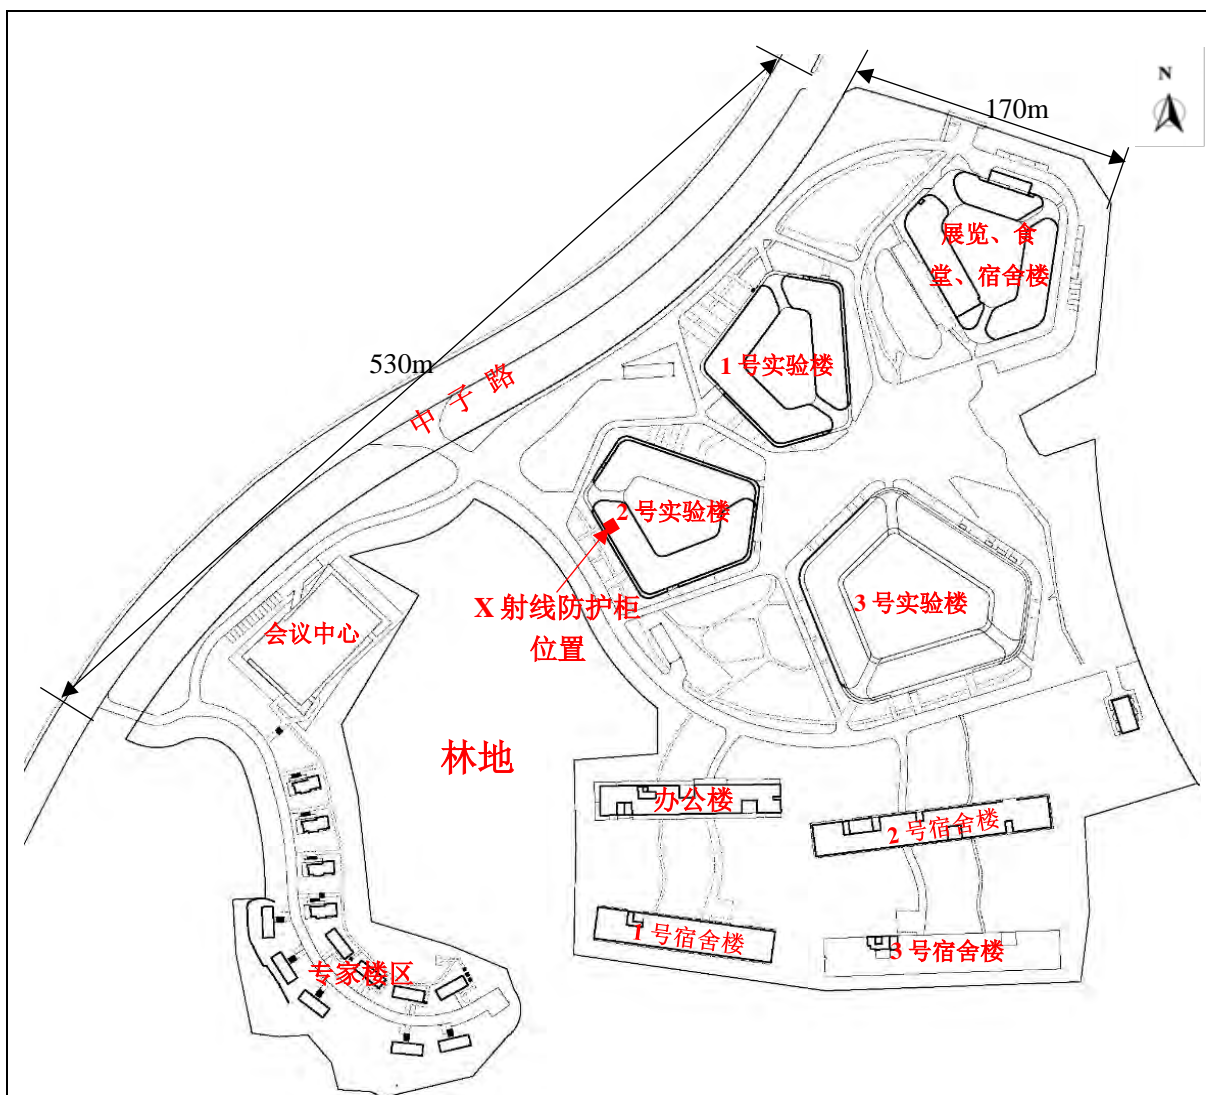 N
170m
展览、食
堂、宿舍楼
530m
中子路
1 号实验楼
2 号实验楼
X 射线防护柜
位置
3 号实验楼
会议中心
林地
办公楼
2 号宿舍楼
1 号宿舍楼
3 号宿舍楼
专家楼区